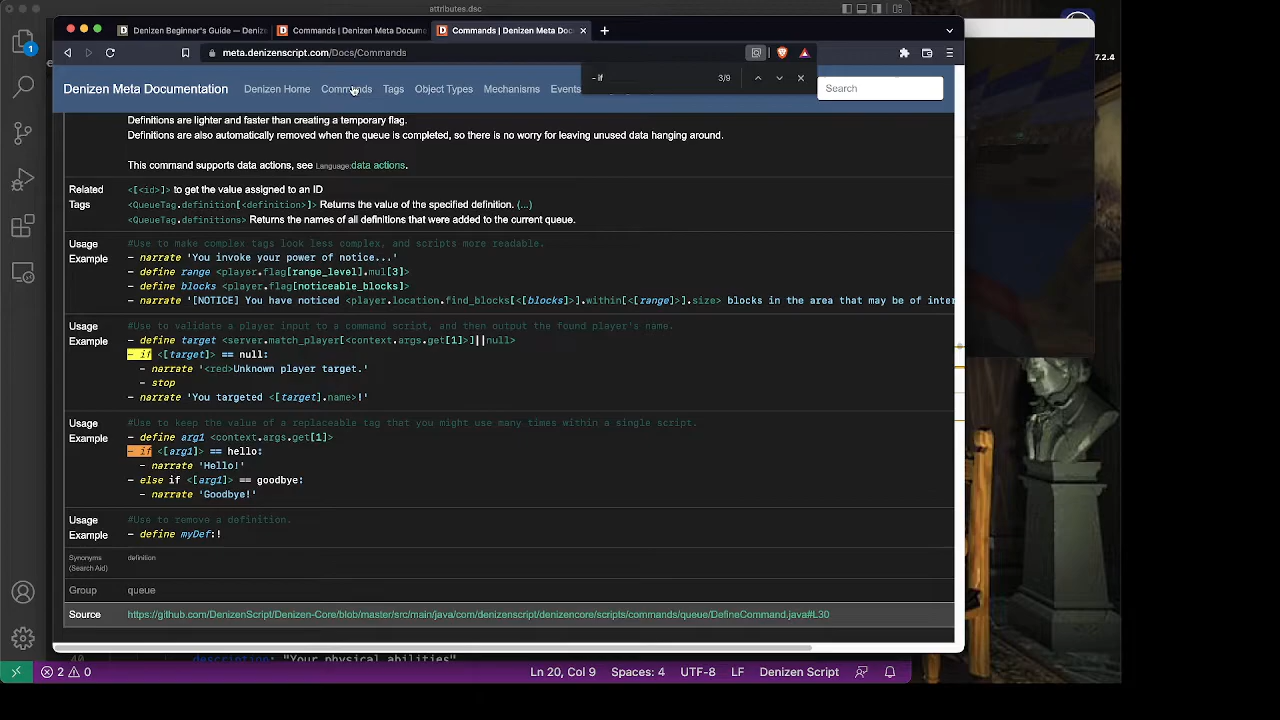 attributes.dsc
Denizen Beginner's Guide — Deniz
Commands | Denizen Meta Docum
Commands | Denizen Meta Doc
meta.denizenscript.com/Docs/Commands
7.2.4
- if
3/9
Denizen Meta Documentation
Denizen Home
Commands
Tags
Object Types
Mechanisms
Events
Search
Definitions are lighter and faster than creating a temporary flag.
Definitions are also automatically removed when the queue is completed, so there is no worry for leaving unused data hanging around.
This command supports data actions, see Language:data actions.
Related Tags
<[<id>]> to get the value assigned to an ID
<QueueTag.definition[<definition>]> Returns the value of the specified definition. (...)
<QueueTag.definitions> Returns the names of all definitions that were added to the current queue.
Usage Example
#Use to make complex tags look less complex, and scripts more readable.
- narrate 'You invoke your power of notice...'
- define range <player.flag[range_level].mul[3]>
- define blocks <player.flag[noticeable_blocks]>
- narrate '[NOTICE] You have noticed <player.location.find_blocks[<[blocks]>].within[<[range]>].size> blocks in the area that may be of inter
Usage Example
#Use to validate a player input to a command script, and then output the found player's name.
- define target <server.match_player[<context.args.get[1]>]||null>
- if <[target]> == null:
- narrate '<red>Unknown player target.'
- stop
- narrate 'You targeted <[target].name>!'
Usage Example
#Use to keep the value of a replaceable tag that you might use many times within a single script.
- define arg1 <context.args.get[1]>
- if <[arg1]> == hello:
- narrate 'Hello!'
- else if <[arg1]> == goodbye:
- narrate 'Goodbye!'
Usage Example
#Use to remove a definition.
- define myDef:!
Synonyms (Search Aid)
definition
Group
queue
Source
https://github.com/DenizenScript/Denizen-Core/blob/master/src/main/java/com/denizenscript/denizencore/scripts/commands/queue/DefineCommand.java#L30
40
description: "Your physical abilities"
2
0
Ln 20, Col 9
Spaces: 4
UTF-8
LF
Denizen Script
1